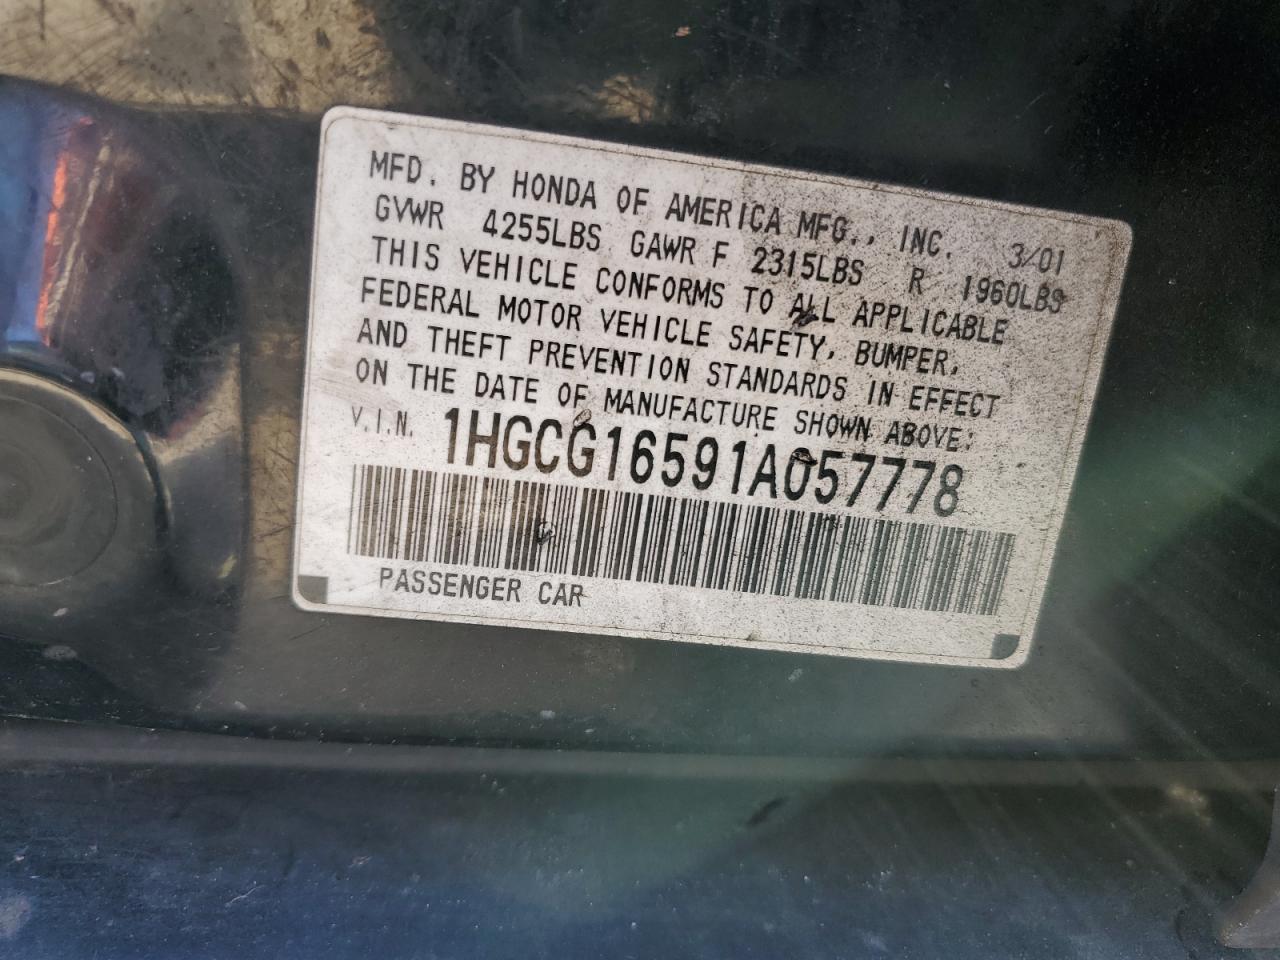 MFD. BY HONDA OF AMERICA MFG., INC. 3/01
GVWR 4255LBS GAWR F 2315LBS R 1960LBS
THIS VEHICLE CONFORMS TO ALL APPLICABLE
FEDERAL MOTOR VEHICLE SAFETY, BUMPER,
AND THEFT PREVENTION STANDARDS IN EFFECT
ON THE DATE OF MANUFACTURE SHOWN ABOVE:
V.I.N. 1HGCG16591A057778
PASSENGER CAR